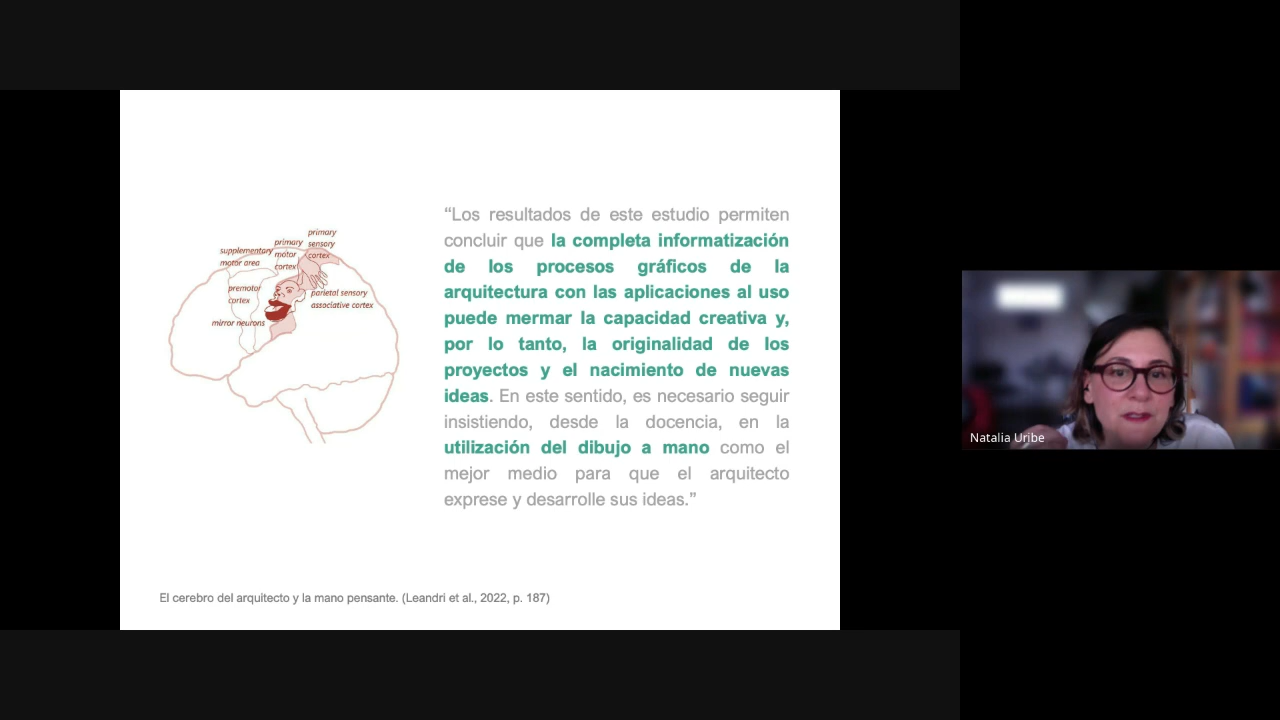 primary
sensory
cortex
primary
motor
cortex
supplementary
motor area
premotor
cortex
parietal sensory
associative cortex
mirror neurons
“Los resultados de este estudio permiten
concluir que la completa informatización
de los procesos gráficos de la
arquitectura con las aplicaciones al uso
puede mermar la capacidad creativa y,
por lo tanto, la originalidad de los
proyectos y el nacimiento de nuevas
ideas. En este sentido, es necesario seguir
insistiendo, desde la docencia, en la
utilización del dibujo a mano como el
mejor medio para que el arquitecto
exprese y desarrolle sus ideas.”
El cerebro del arquitecto y la mano pensante. (Leandri et al., 2022, p. 187)
Natalia Uribe